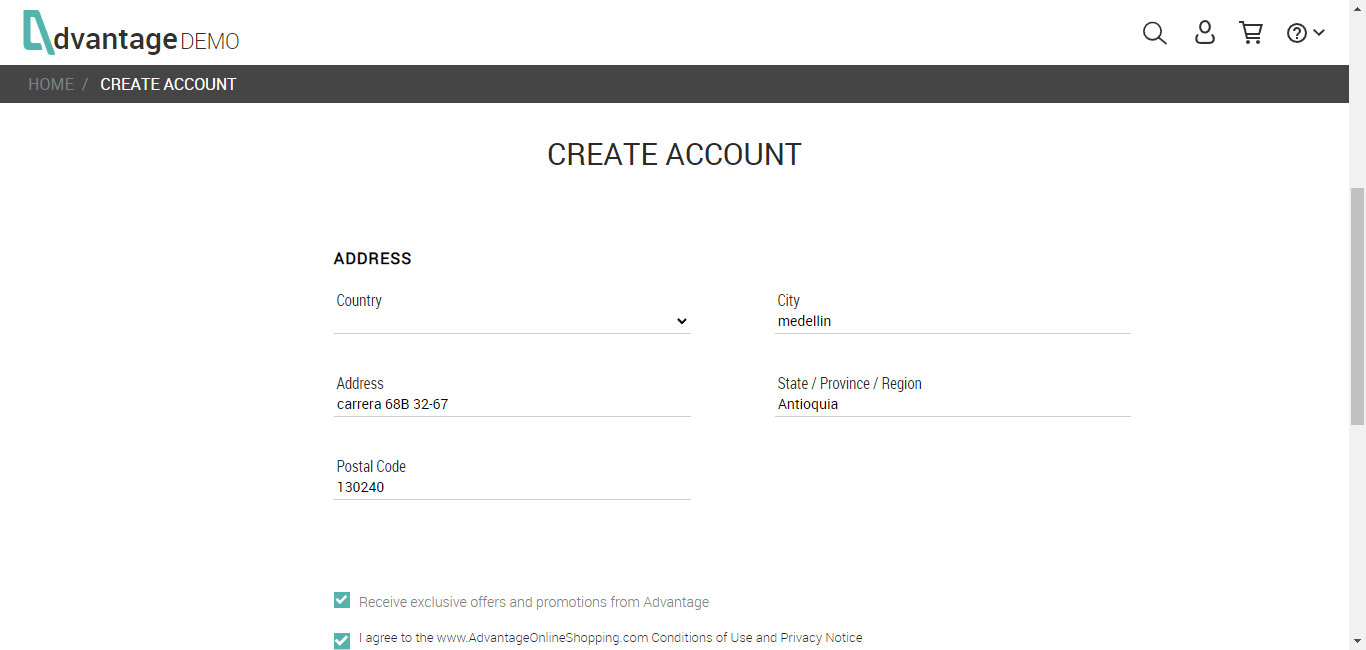 dvantage DEMO
HOME / CREATE ACCOUNT
CREATE ACCOUNT
ADDRESS
Country
City
medellin
Address
carrera 68B 32-67
State / Province / Region
Antioquia
Postal Code
130240
Receive exclusive offers and promotions from Advantage
I agree to the www.AdvantageOnlineShopping.com Conditions of Use and Privacy Notice